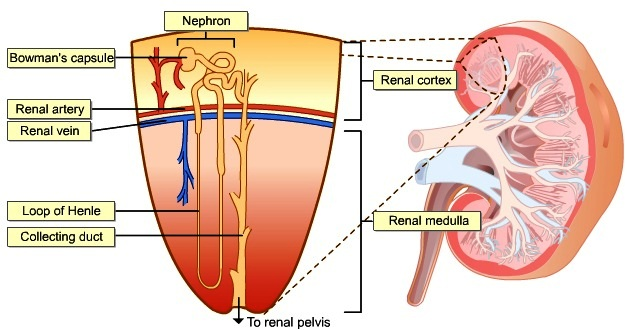 Nephron
Bowman's capsule
Renal cortex
Renal artery
Renal vein
Loop of Henle
Renal medulla
Collecting duct
To renal pelvis